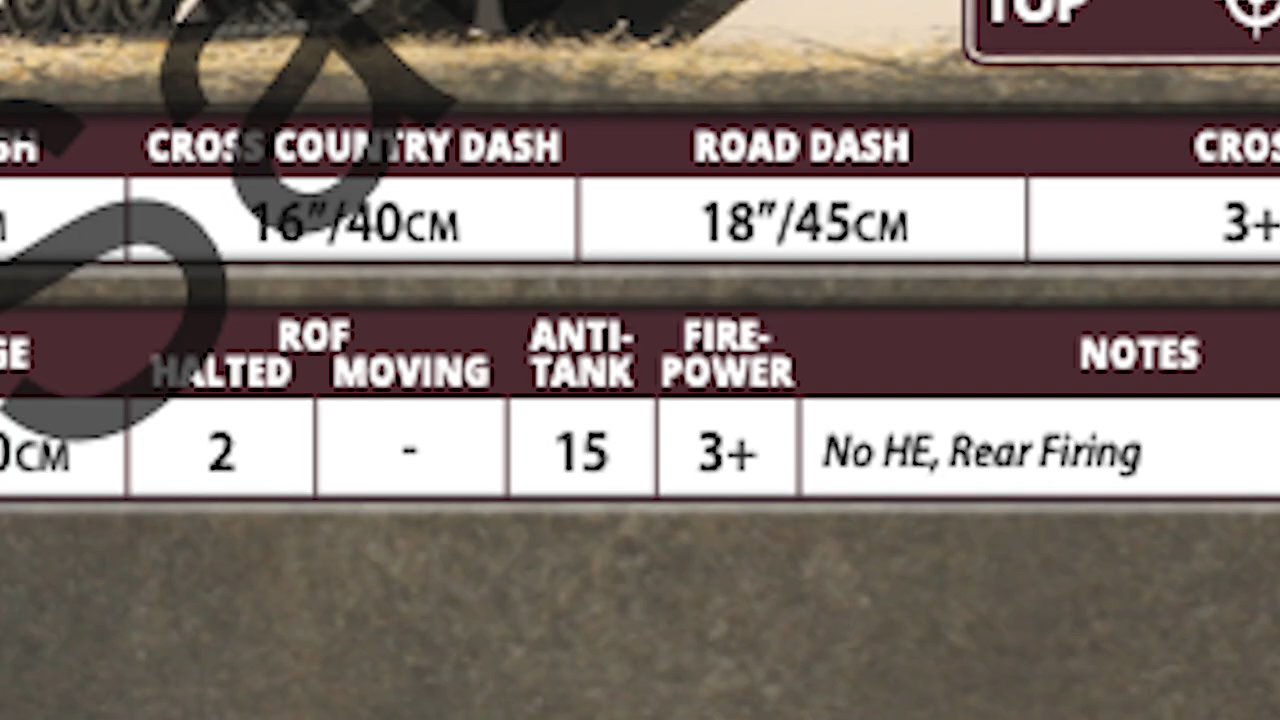 TOP
CROSS COUNTRY DASH ROAD DASH
16”/40CM 18”/45CM 3+
ROF ANTI- FIRE-
HALTED MOVING TANK POWER NOTES
2 - 15 3+ No HE, Rear Firing